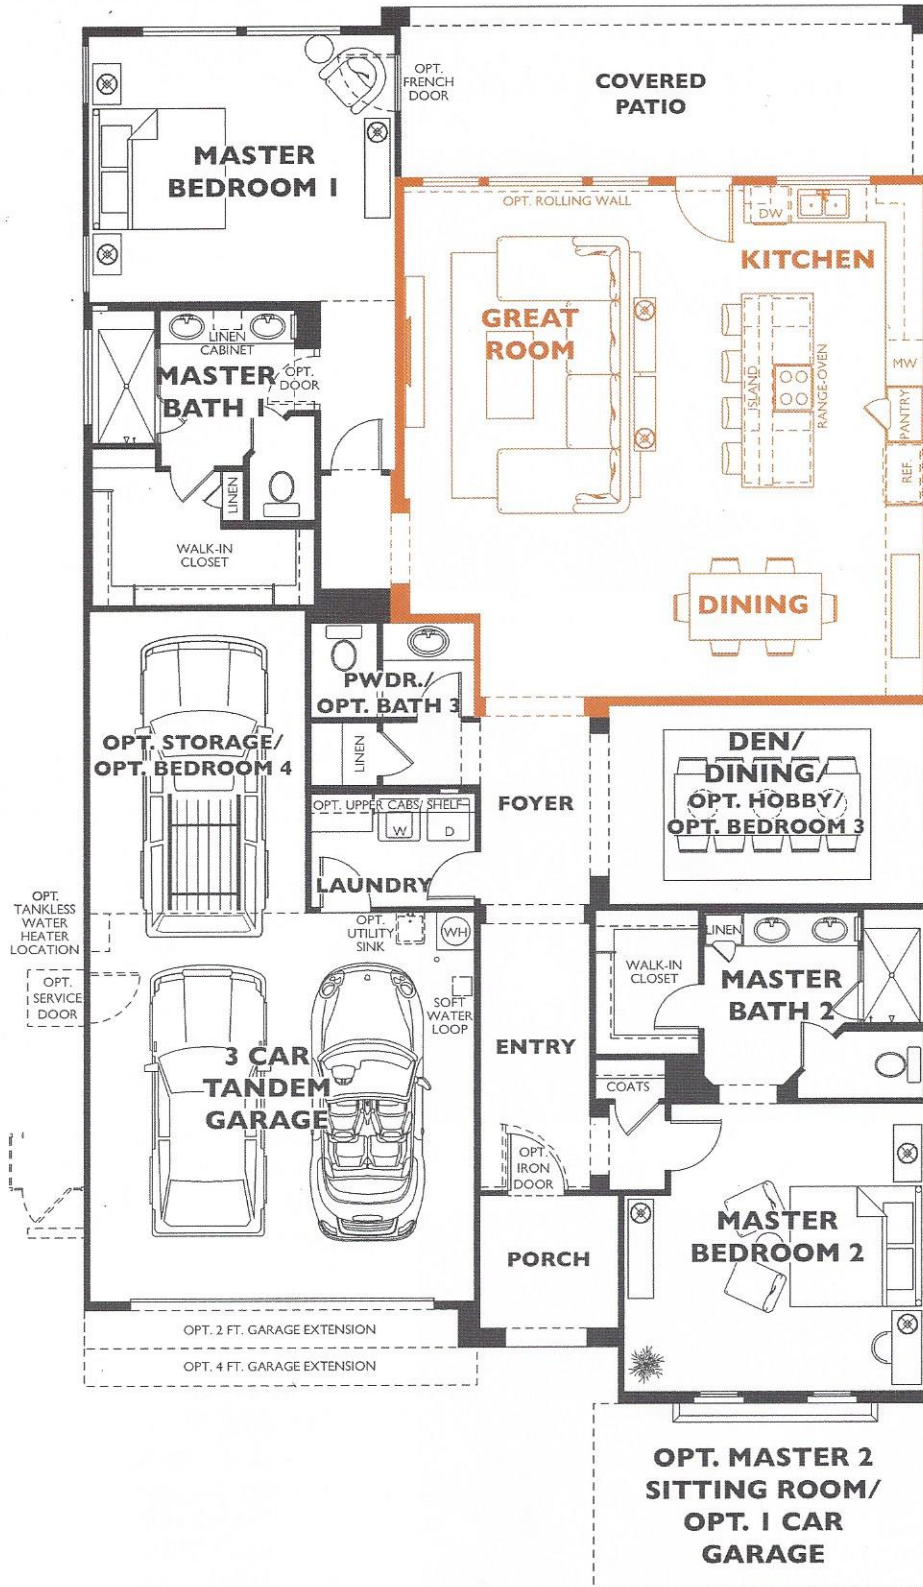 COVERED
PATIO
OPT.
FRENCH
DOOR
MASTER
BEDROOM 1
OPT. ROLLING WALL
DW
KITCHEN
GREAT
ROOM
LINEN
CABINET
OPT.
DOOR
MASTER
BATH 1
ISLAND
RANGE-OVEN
MW
PANTRY
REF.
LINEN
WALK-IN
CLOSET
DINING
PWDR./
OPT. BATH 3
OPT. STORAGE/
OPT. BEDROOM 4
LINEN
DEN/
DINING/
OPT. HOBBY/
OPT. BEDROOM 3
FOYER
OPT. UPPER CABS/ SHELF
W
D
LAUNDRY
OPT.
TANKLESS
WATER
HEATER
LOCATION
OPT.
UTILITY
SINK
WH
LINEN
WALK-IN
CLOSET
MASTER
BATH 2
OPT.
SERVICE
DOOR
SOFT
WATER
LOOP
ENTRY
3 CAR
TANDEM
GARAGE
COATS
OPT.
IRON
DOOR
MASTER
BEDROOM 2
PORCH
OPT. 2 FT. GARAGE EXTENSION
OPT. 4 FT. GARAGE EXTENSION
OPT. MASTER 2
SITTING ROOM/
OPT. 1 CAR
GARAGE